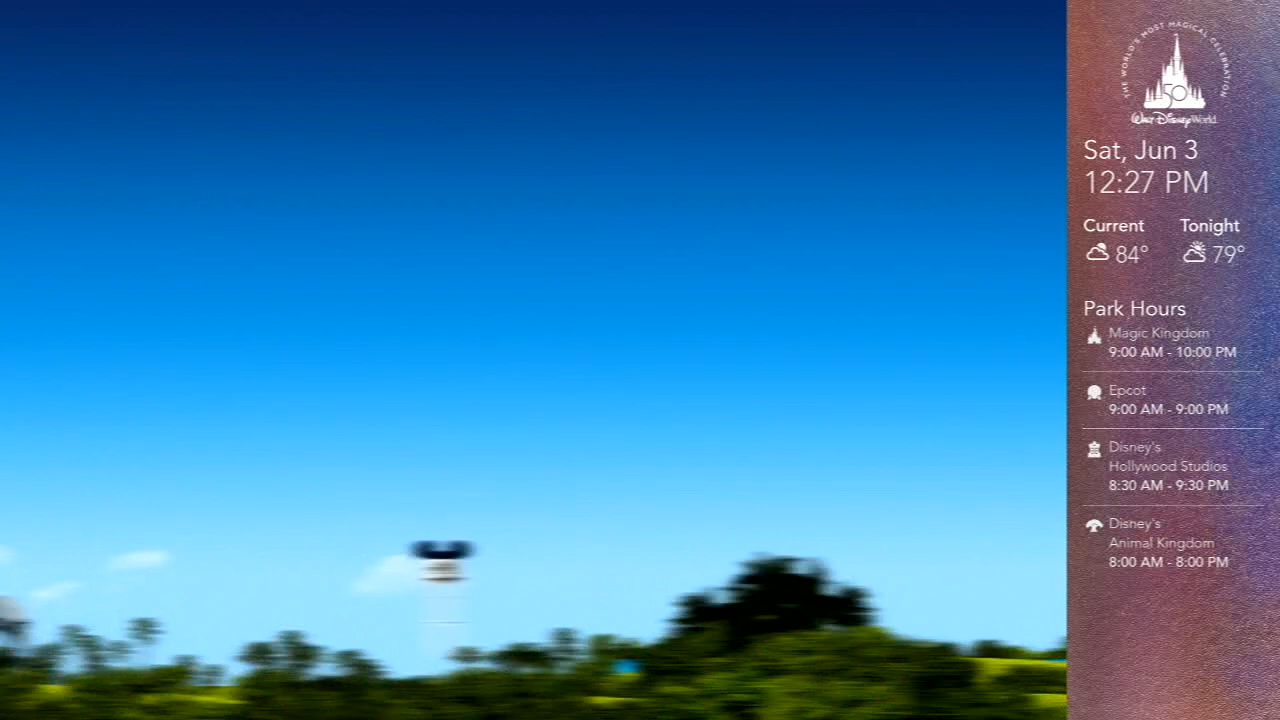 THE WORLD'S MOST MAGICAL CELEBRATION
50
Walt Disney World
Sat, Jun 3
12:27 PM
Current Tonight
84° 79°
Park Hours
Magic Kingdom
9:00 AM - 10:00 PM
Epcot
9:00 AM - 9:00 PM
Disney's
Hollywood Studios
8:30 AM - 9:30 PM
Disney's
Animal Kingdom
8:00 AM - 8:00 PM